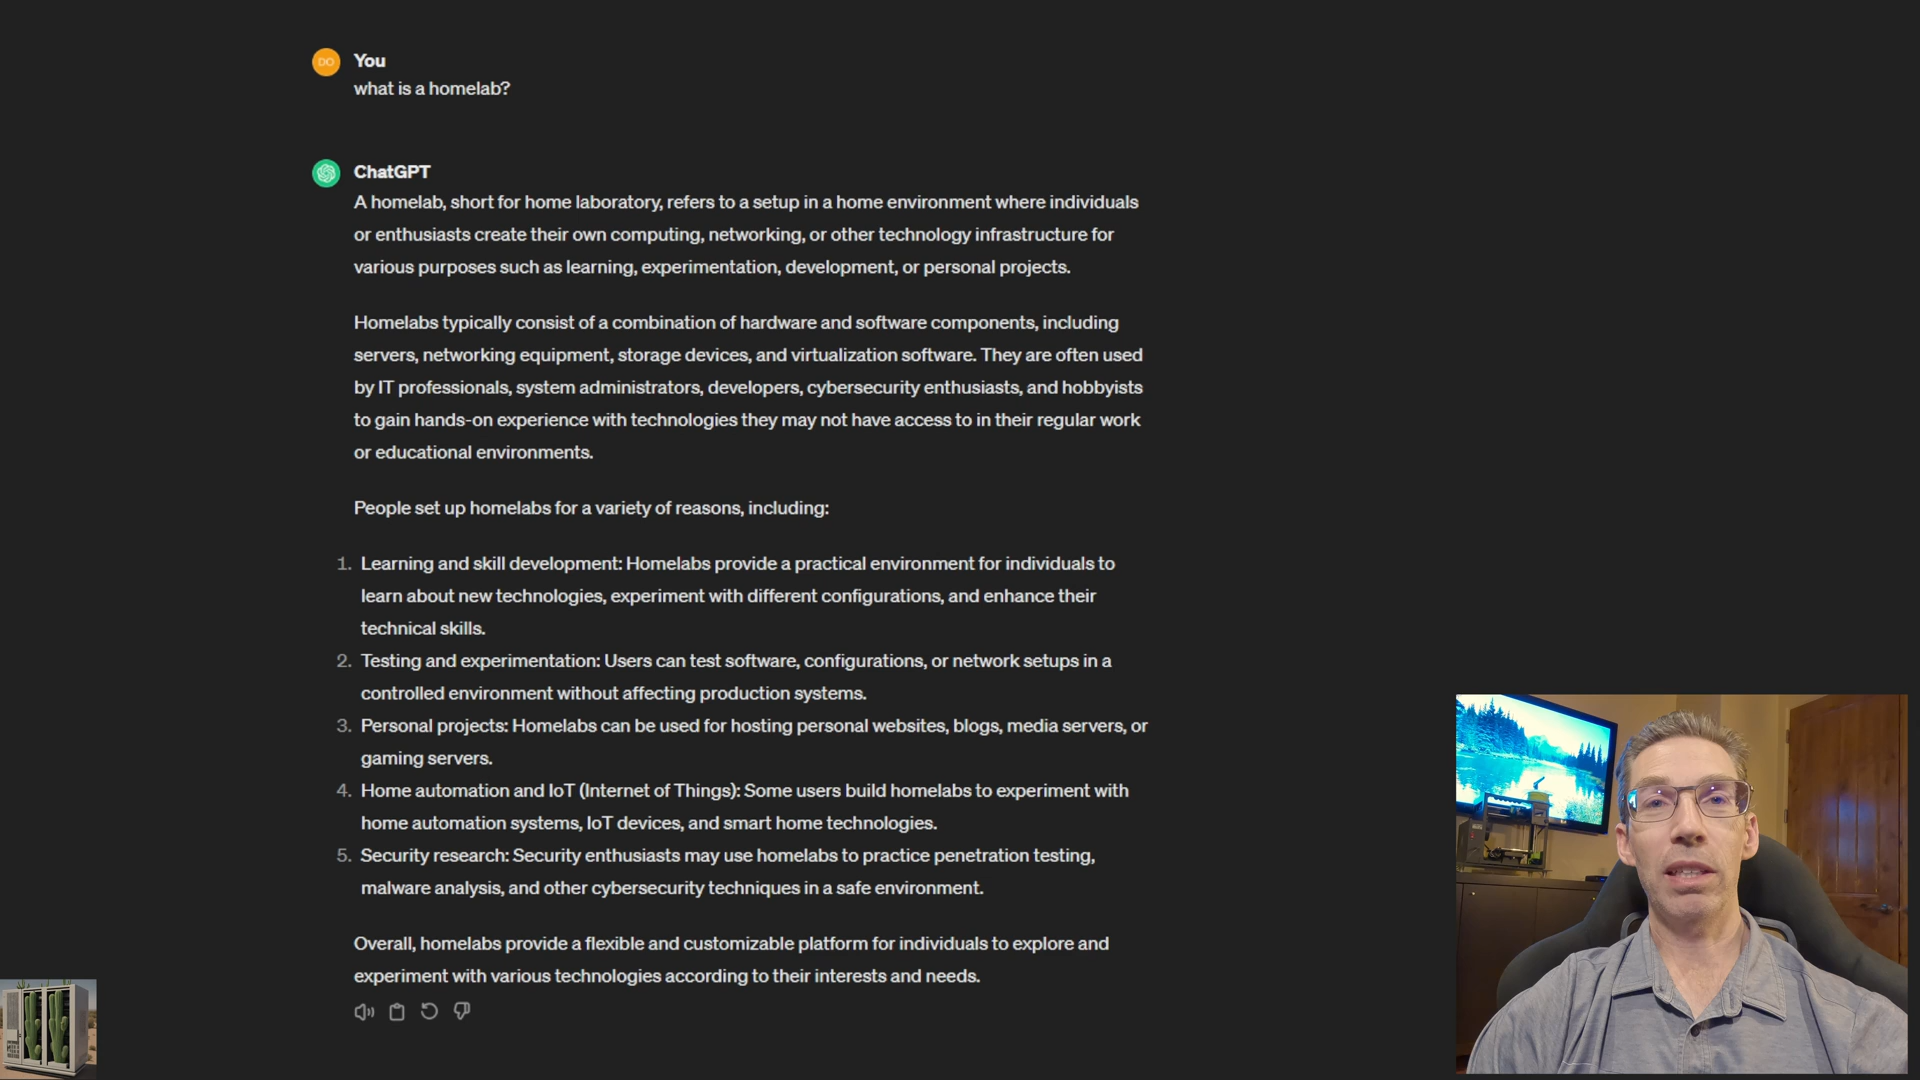 DO
You
what is a homelab?
ChatGPT
A homelab, short for home laboratory, refers to a setup in a home environment where individuals
or enthusiasts create their own computing, networking, or other technology infrastructure for
various purposes such as learning, experimentation, development, or personal projects.
Homelabs typically consist of a combination of hardware and software components, including
servers, networking equipment, storage devices, and virtualization software. They are often used
by IT professionals, system administrators, developers, cybersecurity enthusiasts, and hobbyists
to gain hands-on experience with technologies they may not have access to in their regular work
or educational environments.
People set up homelabs for a variety of reasons, including:
1. Learning and skill development: Homelabs provide a practical environment for individuals to
learn about new technologies, experiment with different configurations, and enhance their
technical skills.
2. Testing and experimentation: Users can test software, configurations, or network setups in a
controlled environment without affecting production systems.
3. Personal projects: Homelabs can be used for hosting personal websites, blogs, media servers, or
gaming servers.
4. Home automation and IoT (Internet of Things): Some users build homelabs to experiment with
home automation systems, IoT devices, and smart home technologies.
5. Security research: Security enthusiasts may use homelabs to practice penetration testing,
malware analysis, and other cybersecurity techniques in a safe environment.
Overall, homelabs provide a flexible and customizable platform for individuals to explore and
experiment with various technologies according to their interests and needs.